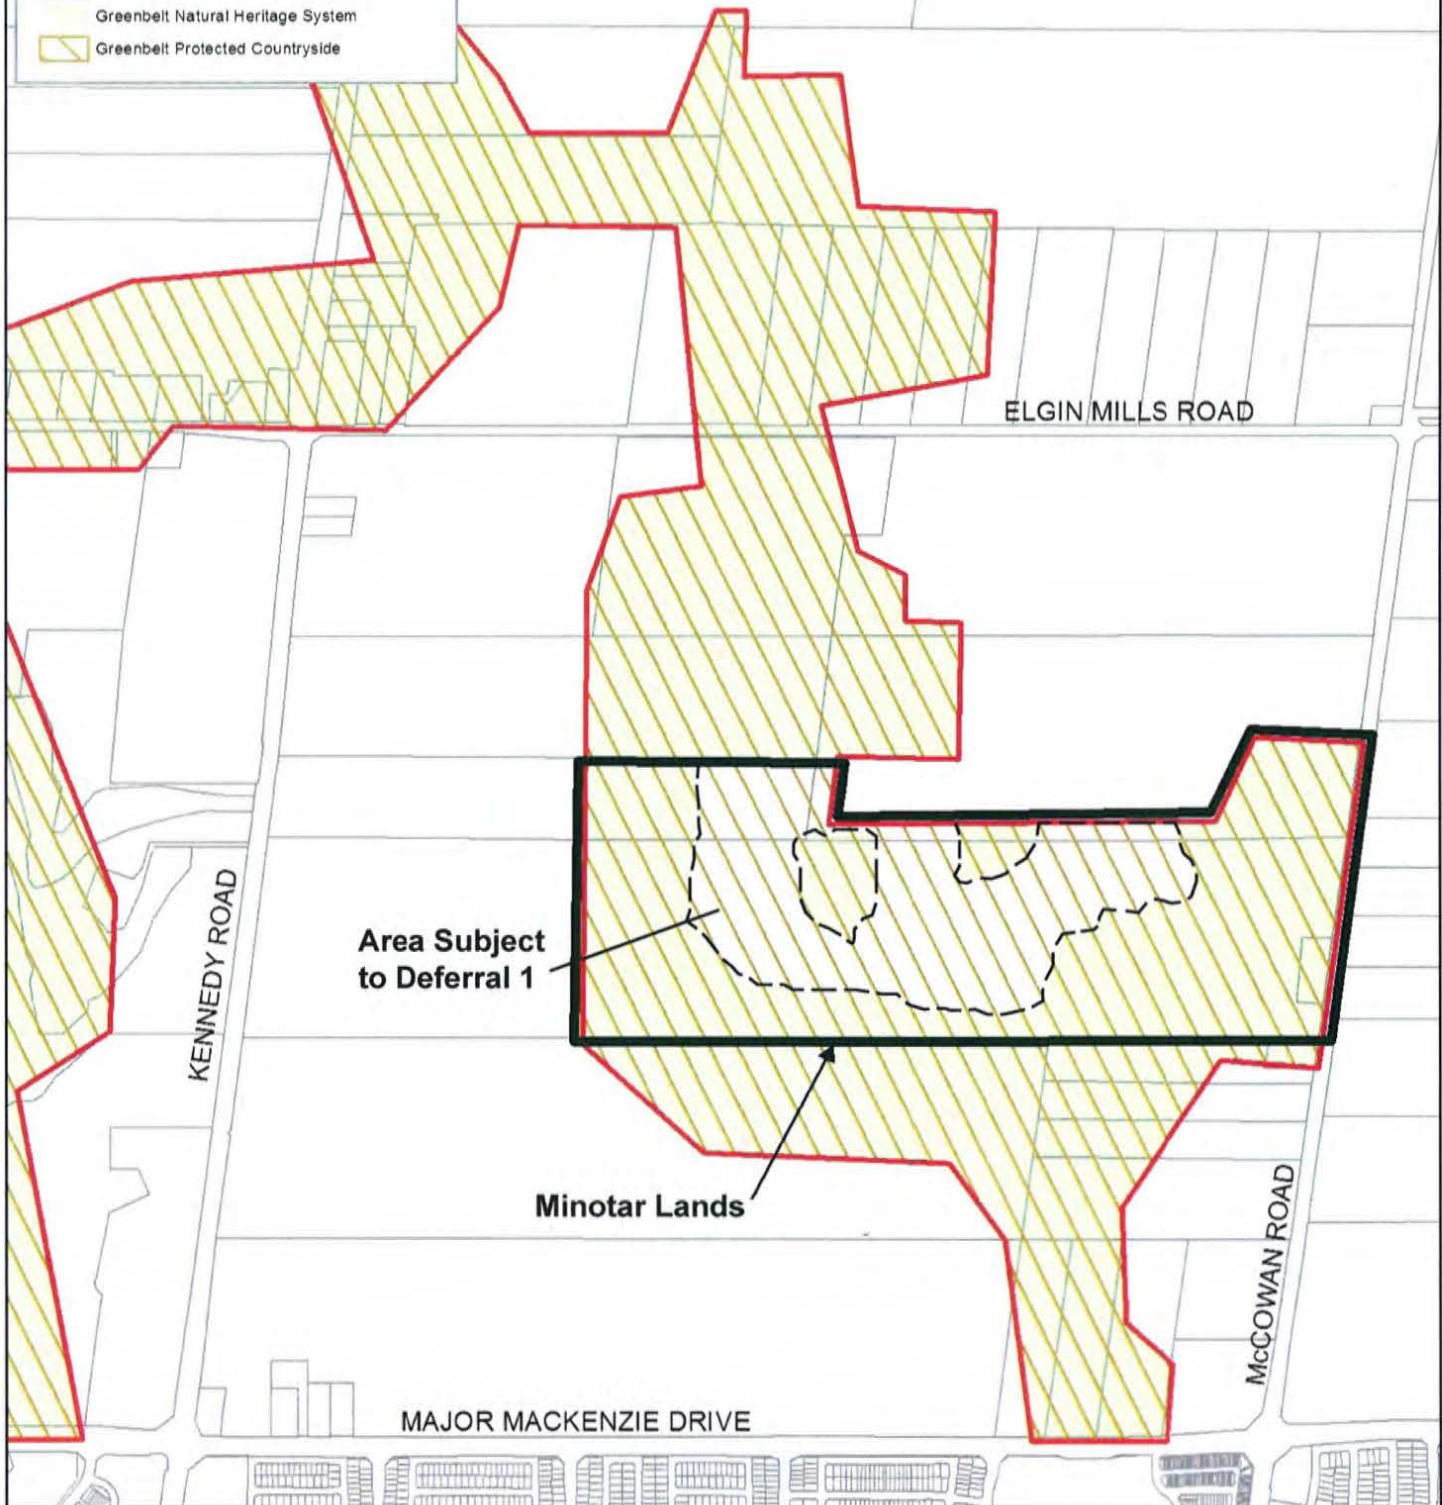 Greenbelt Natural Heritage System
Greenbelt Protected Countryside
ELGIN MILLS ROAD
KENNEDY ROAD
Area Subject
to Deferral 1
Minotar Lands
McCOWAN ROAD
MAJOR MACKENZIE DRIVE